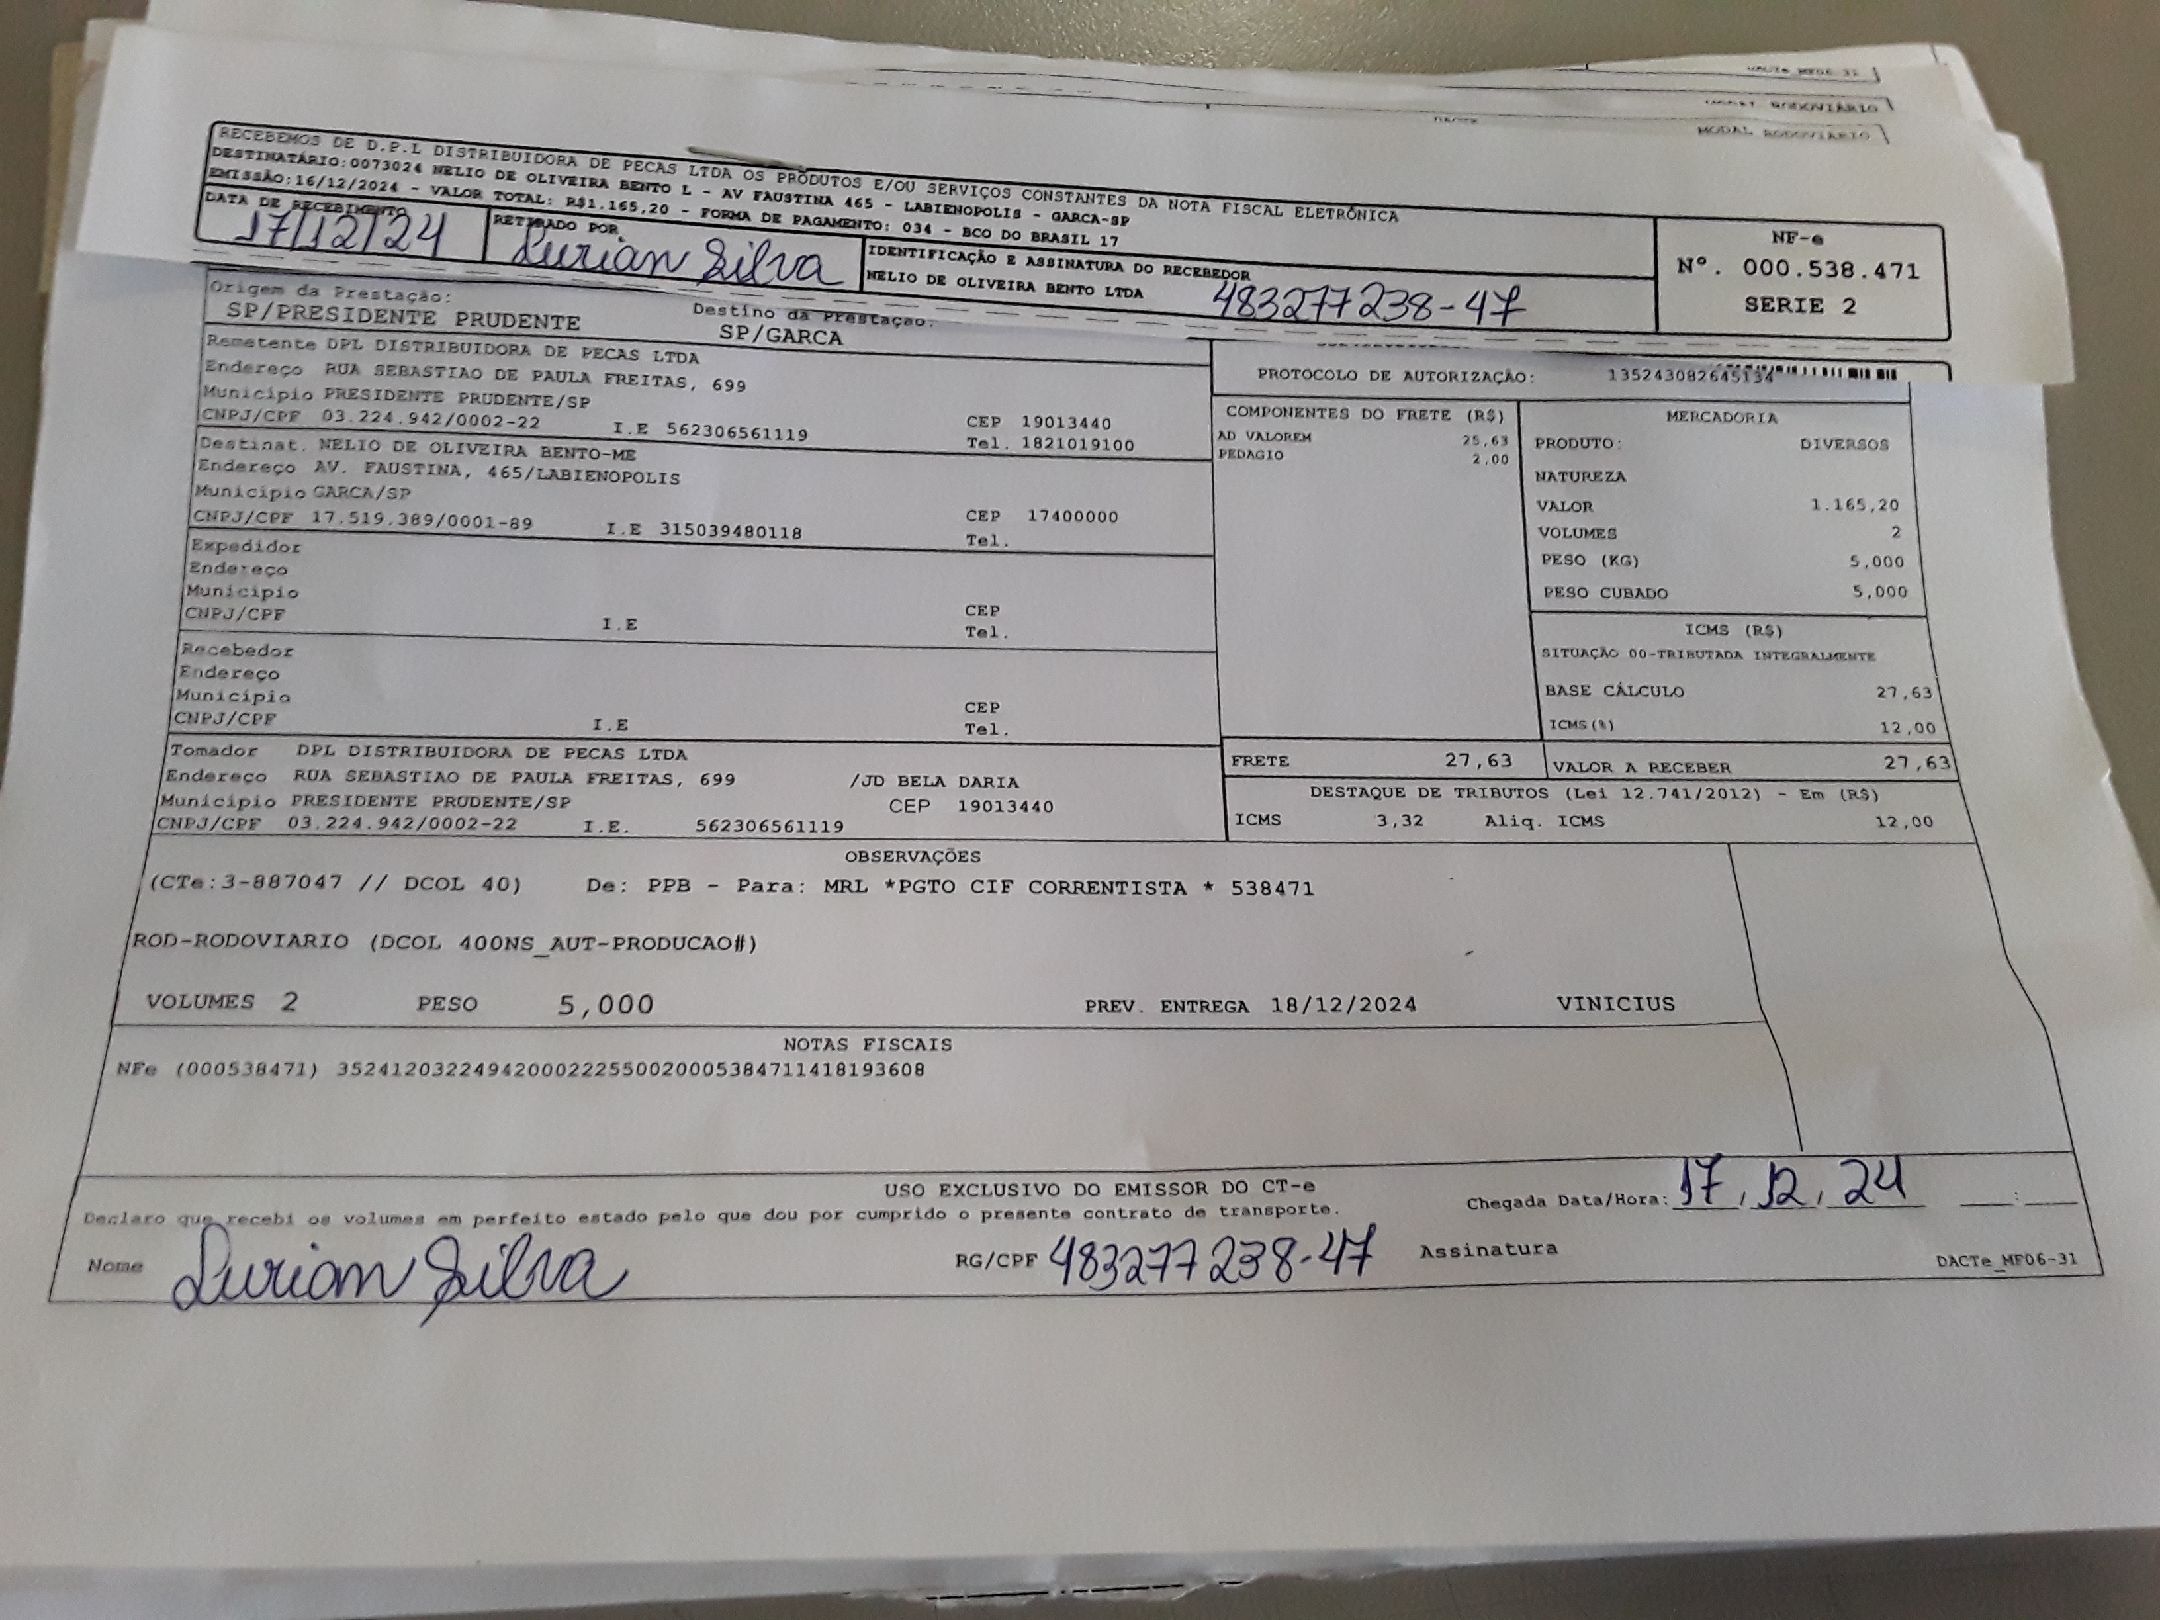 DACTe MF06-31
MODAL RODOVIÁRIO
RECEBEMOS DE D.P.L DISTRIBUIDORA DE PECAS LTDA OS PRODUTOS E/OU SERVIÇOS CONSTANTES DA NOTA FISCAL ELETRÔNICA
DESTINATÁRIO:0073024 NELIO DE OLIVEIRA BENTO L - AV FAUSTINA 465 - LABIENOPOLIS - GARCA-SP
EMISSÃO:16/12/2024 - VALOR TOTAL: R$1.165,20 - FORMA DE PAGAMENTO: 034 - BCO DO BRASIL 17
DATA DE RECEBIMENTO 17/12/24
RETIRADO POR Lurian Silva
IDENTIFICAÇÃO E ASSINATURA DO RECEBEDOR
NELIO DE OLIVEIRA BENTO LTDA 483277238-47
NF-e
Nº. 000.538.471
SERIE 2
Origem da Prestação:
SP/PRESIDENTE PRUDENTE
Destino da Prestação:
SP/GARCA
Remetente DPL DISTRIBUIDORA DE PECAS LTDA
Endereço RUA SEBASTIAO DE PAULA FREITAS, 699
Município PRESIDENTE PRUDENTE/SP CEP 19013440
CNPJ/CPF 03.224.942/0002-22 I.E 562306561119 Tel. 1821019100
Destinat. NELIO DE OLIVEIRA BENTO-ME
Endereço AV. FAUSTINA, 465/LABIENOPOLIS
Município GARCA/SP CEP 17400000
CNPJ/CPF 17.519.389/0001-89 I.E 315039480118 Tel.
Expedidor
Endereço
Município CEP
CNPJ/CPF I.E Tel.
Recebedor
Endereço
Município CEP
CNPJ/CPF I.E Tel.
Tomador DPL DISTRIBUIDORA DE PECAS LTDA
Endereço RUA SEBASTIAO DE PAULA FREITAS, 699 /JD BELA DARIA
Município PRESIDENTE PRUDENTE/SP CEP 19013440
CNPJ/CPF 03.224.942/0002-22 I.E. 562306561119
PROTOCOLO DE AUTORIZAÇÃO: 135243082645134
COMPONENTES DO FRETE (R$)
AD VALOREM 25,63
PEDAGIO 2,00
MERCADORIA
PRODUTO: DIVERSOS
NATUREZA
VALOR 1.165,20
VOLUMES 2
PESO (KG) 5,000
PESO CUBADO 5,000
ICMS (R$)
SITUAÇÃO 00-TRIBUTADA INTEGRALMENTE
BASE CÁLCULO 27,63
ICMS(%) 12,00
FRETE 27,63 VALOR A RECEBER 27,63
DESTAQUE DE TRIBUTOS (Lei 12.741/2012) - Em (R$)
ICMS 3,32 Aliq. ICMS 12,00
OBSERVAÇÕES
(CTe:3-887047 // DCOL 40) De: PPB - Para: MRL *PGTO CIF CORRENTISTA * 538471
ROD-RODOVIARIO (DCOL 400NS_AUT-PRODUCAO#)
VOLUMES 2 PESO 5,000 PREV. ENTREGA 18/12/2024 VINICIUS
NOTAS FISCAIS
NFe (000538471) 35241203224942000222550020005384711418193608
USO EXCLUSIVO DO EMISSOR DO CT-e
Declaro que recebi os volumes em perfeito estado pelo que dou por cumprido o presente contrato de transporte.
Chegada Data/Hora: 17, 12, 24 :
Nome Lurian Silva RG/CPF 483277238-47 Assinatura
DACTe_MF06-31